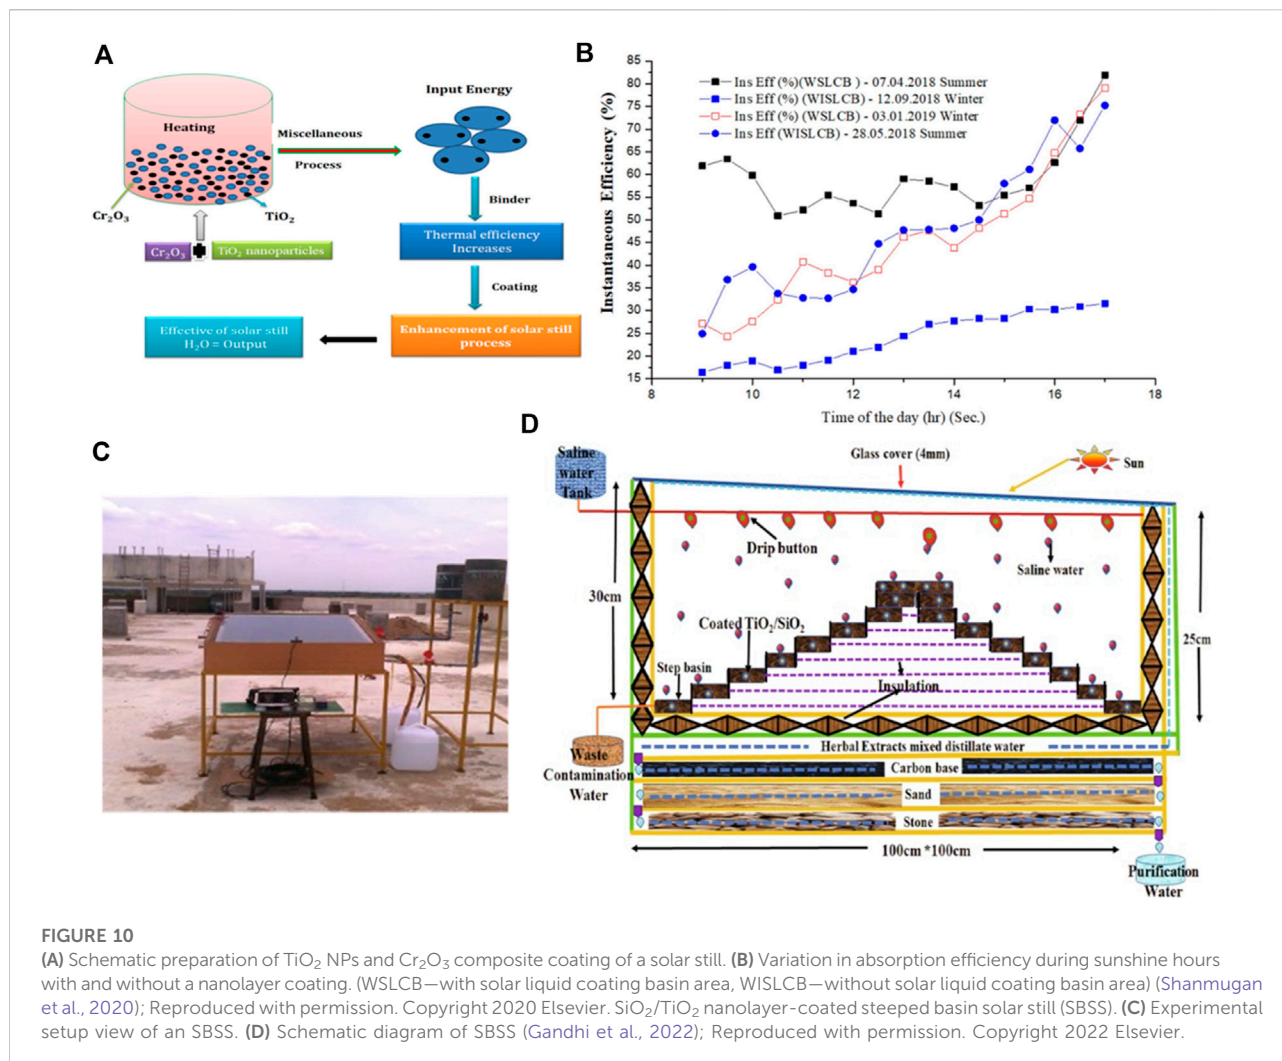 A
Heating
Cr₂O₃
TiO₂
Cr₂O₃
TiO₂ nanoparticles
Miscellaneous
Process
Input Energy
Binder
Thermal efficiency
Increases
Coating
Enhancement of solar still
process
Effective of solar still
H₂O = Output
B
Instantaneous Efficiency (%)
85
80
75
70
65
60
55
50
45
40
35
30
25
20
15
Ins Eff (%)(WSLCB ) - 07.04.2018 Summer
Ins Eff (%) (WISLCB) - 12.09.2018 Winter
Ins Eff (%) (WSLCB) - 03.01.2019 Winter
Ins Eff (WISLCB) - 28.05.2018 Summer
8
10
12
14
16
18
Time of the day (hr) (Sec.)
C
D
Saline
water
Tank
Glass cover (4mm)
Sun
Drip button
Saline water
30cm
25cm
Coated TiO₂/SiO₂
Step basin
Insulation
Waste
Contamination
Water
Herbal Extracts mixed distillate water
Carbon base
Sand
Stone
100cm *100cm
Purification
Water
FIGURE 10
(A) Schematic preparation of TiO₂ NPs and Cr₂O₃ composite coating of a solar still. (B) Variation in absorption efficiency during sunshine hours
with and without a nanolayer coating. (WSLCB—with solar liquid coating basin area, WISLCB—without solar liquid coating basin area) (Shanmugan
et al., 2020); Reproduced with permission. Copyright 2020 Elsevier. SiO₂/TiO₂ nanolayer-coated steeped basin solar still (SBSS). (C) Experimental
setup view of an SBSS. (D) Schematic diagram of SBSS (Gandhi et al., 2022); Reproduced with permission. Copyright 2022 Elsevier.